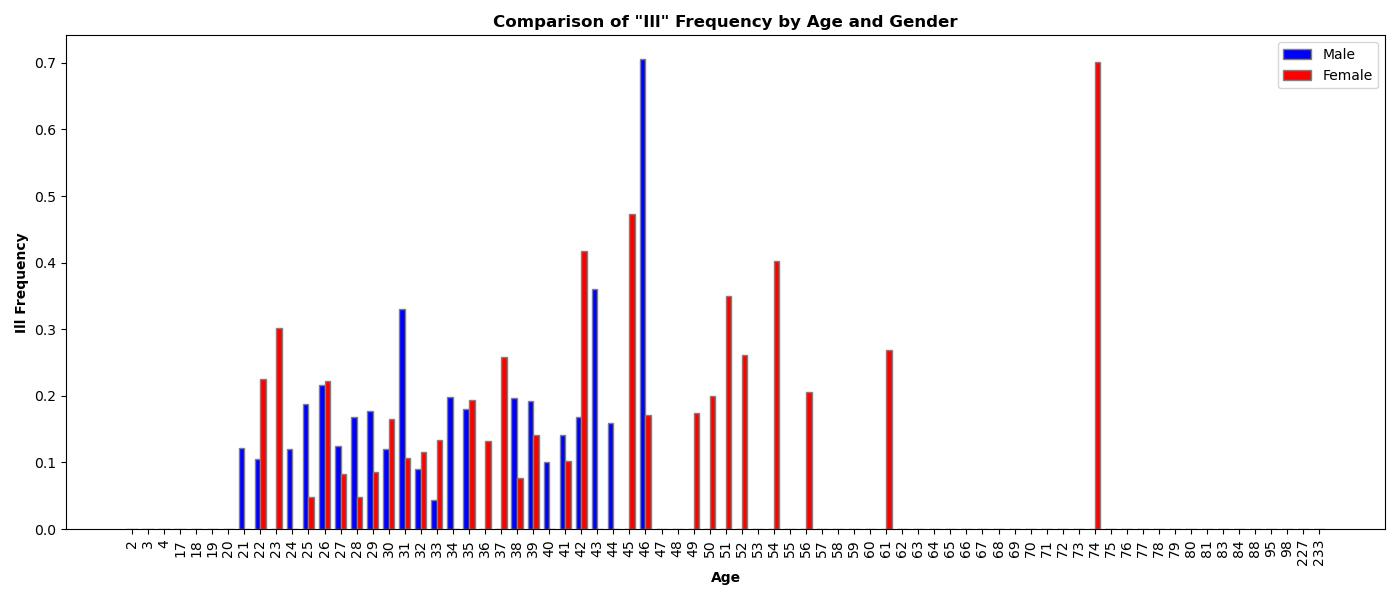 Comparison of "Ill" Frequency by Age and Gender
Male
Female
Ill Frequency
0.7
0.6
0.5
0.4
0.3
0.2
0.1
0.0
2 3 4 17 18 19 20 21 22 23 24 25 26 27 28 29 30 31 32 33 34 35 36 37 38 39 40 41 42 43 44 45 46 47 48 49 50 51 52 53 54 55 56 57 58 59 60 61 62 63 64 65 66 67 68 69 70 71 72 73 74 75 76 77 78 79 80 81 83 84 88 95 98 227 233
Age